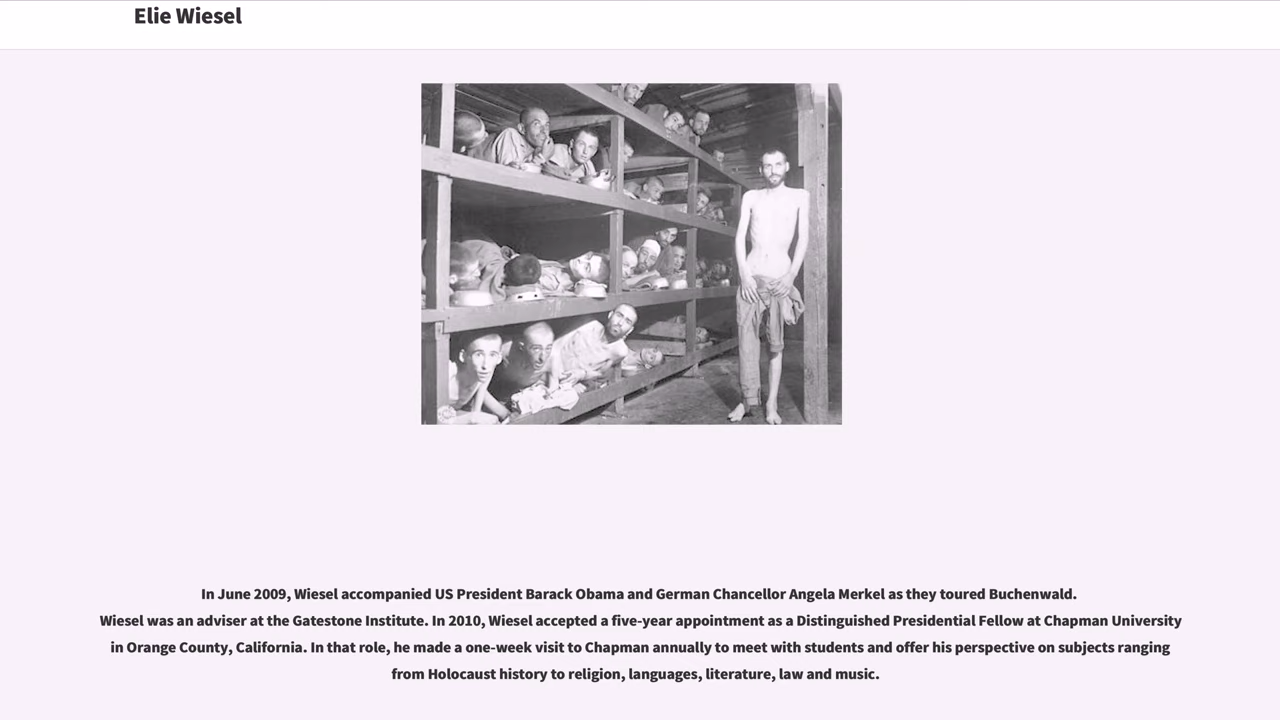 Elie Wiesel
In June 2009, Wiesel accompanied US President Barack Obama and German Chancellor Angela Merkel as they toured Buchenwald.
Wiesel was an adviser at the Gatestone Institute. In 2010, Wiesel accepted a five-year appointment as a Distinguished Presidential Fellow at Chapman University
in Orange County, California. In that role, he made a one-week visit to Chapman annually to meet with students and offer his perspective on subjects ranging
from Holocaust history to religion, languages, literature, law and music.